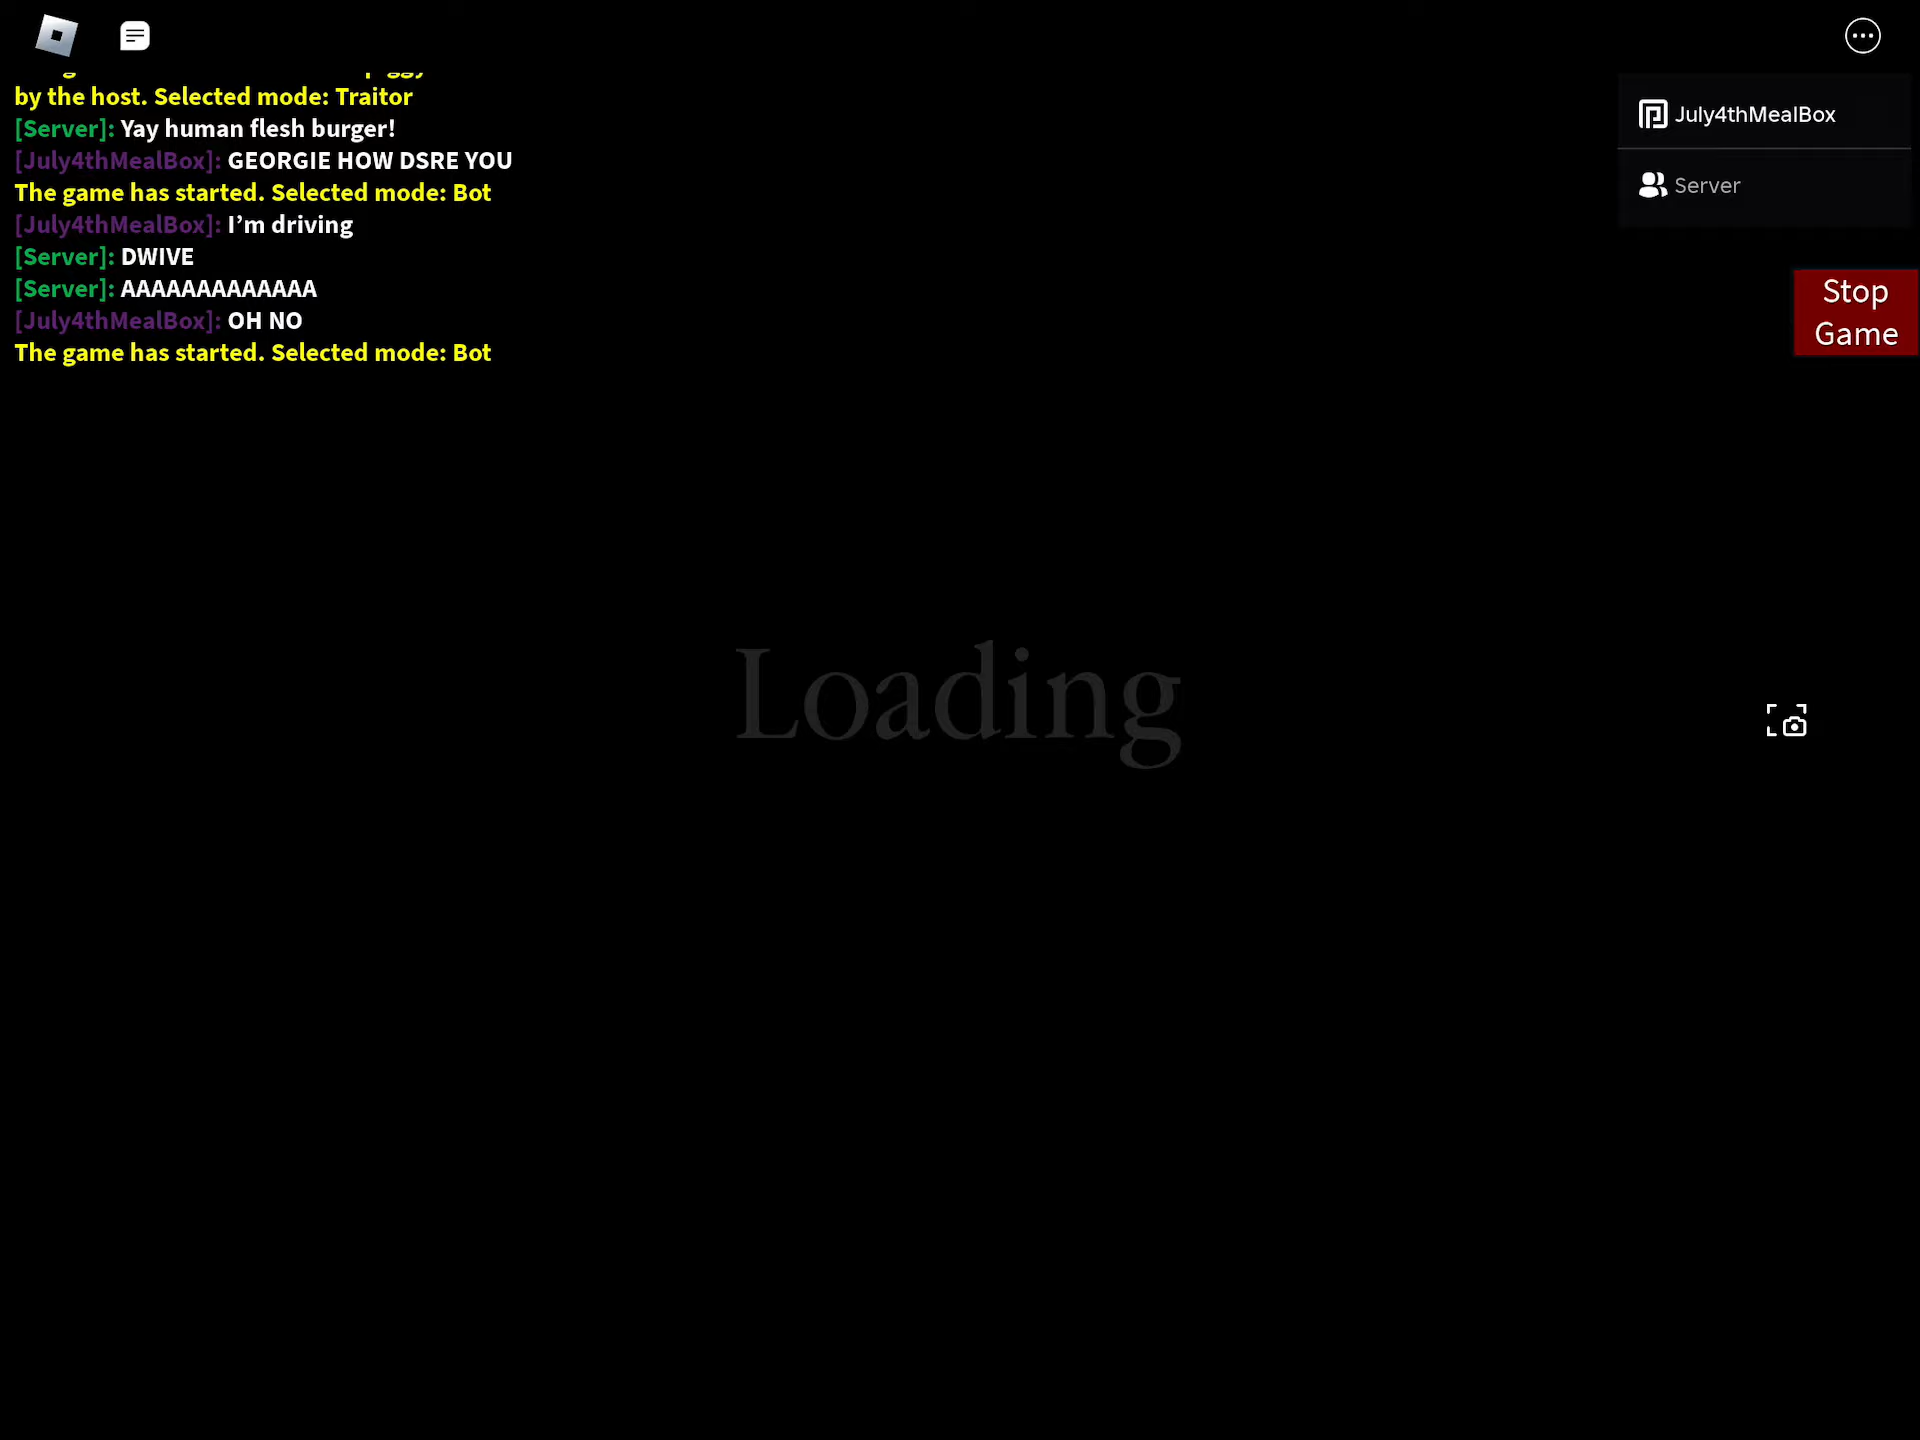 by the host. Selected mode: Traitor
[Server]: Yay human flesh burger!
[July4thMealBox]: GEORGIE HOW DSRE YOU
The game has started. Selected mode: Bot
[July4thMealBox]: I’m driving
[Server]: DWIVE
[Server]: AAAAAAAAAAAAA
[July4thMealBox]: OH NO
The game has started. Selected mode: Bot
July4thMealBox
Server
Stop
Game
Loading